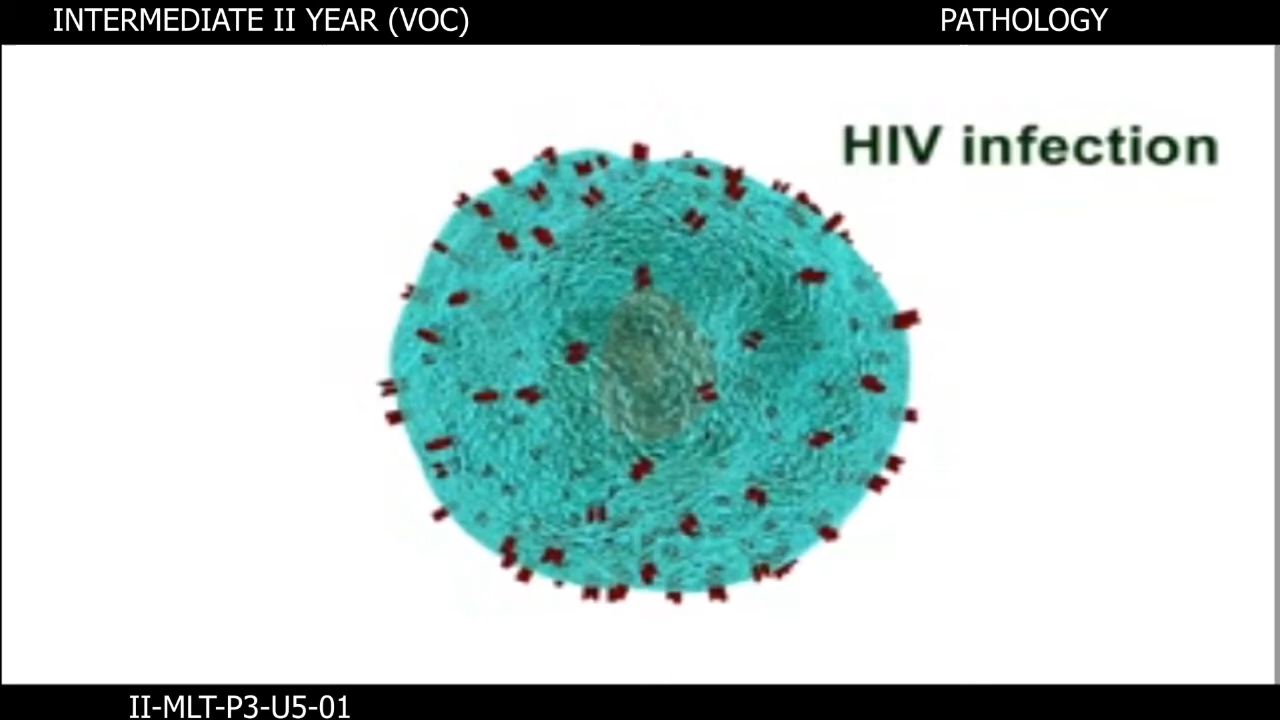 INTERMEDIATE II YEAR (VOC)
PATHOLOGY
HIV infection
II-MLT-P3-U5-01